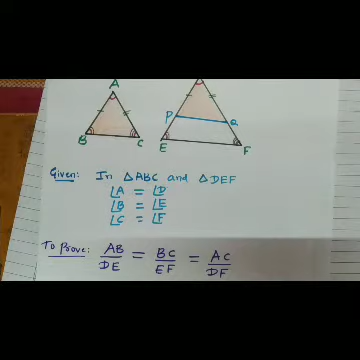 A
P Q
B C E F
Given: In △ABC and △DEF
∠A = ∠D
∠B = ∠E
∠C = ∠F
To Prove: AB/DE = BC/EF = AC/DF